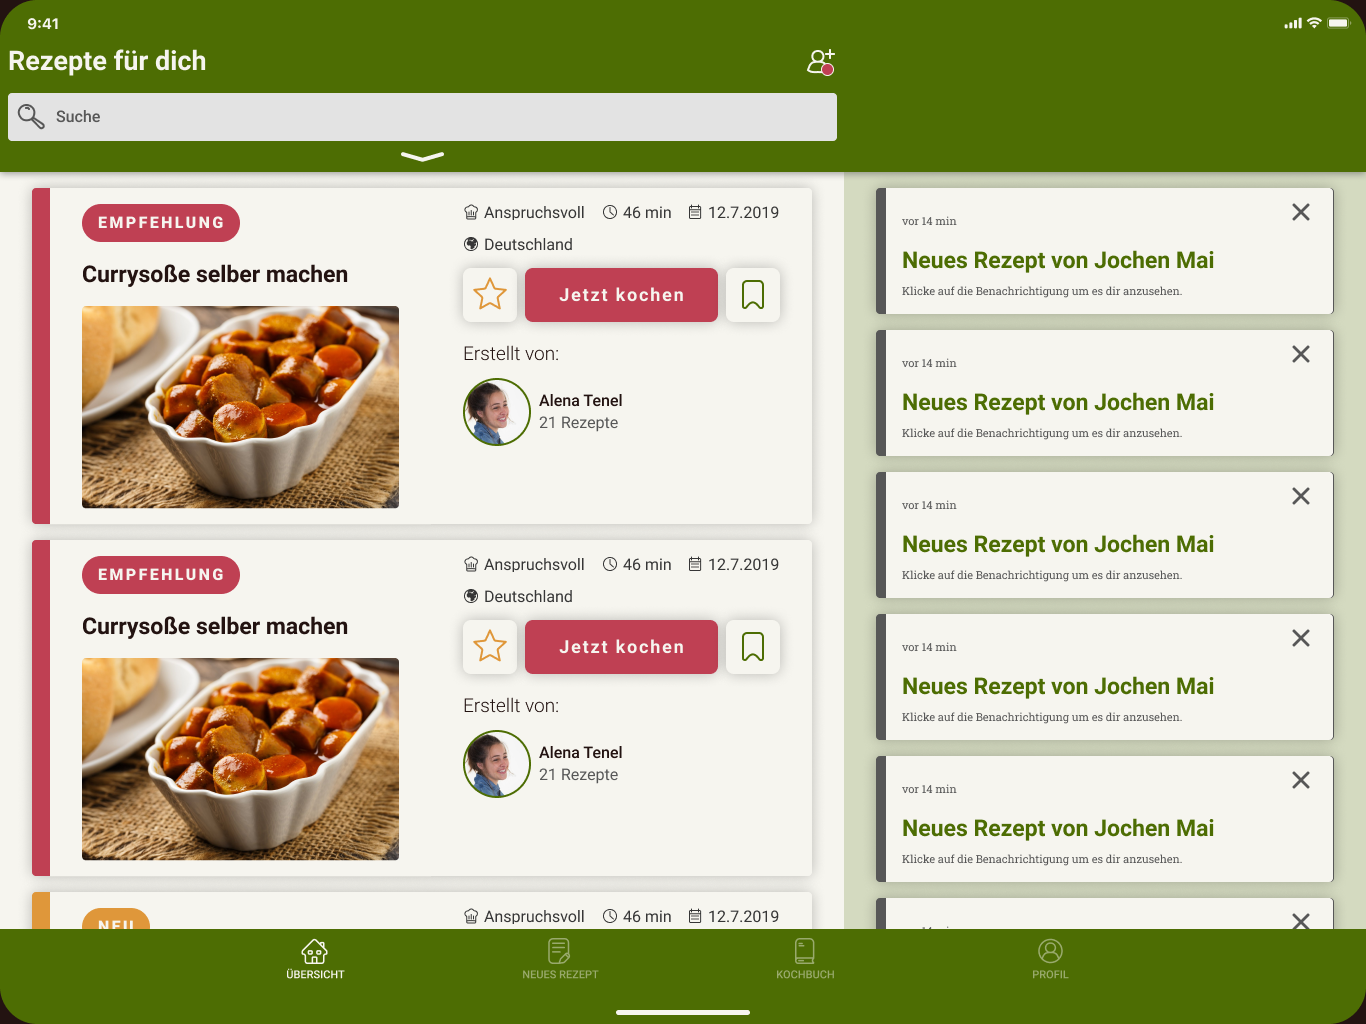 9:41
Rezepte für dich
Suche
EMPFEHLUNG
Currysoße selber machen
Anspruchsvoll 46 min 12.7.2019
Deutschland
Jetzt kochen
Erstellt von:
Alena Tenel
21 Rezepte
EMPFEHLUNG
Currysoße selber machen
Anspruchsvoll 46 min 12.7.2019
Deutschland
Jetzt kochen
Erstellt von:
Alena Tenel
21 Rezepte
NEU
Anspruchsvoll 46 min 12.7.2019
vor 14 min
Neues Rezept von Jochen Mai
Klicke auf die Benachrichtigung um es dir anzusehen.
vor 14 min
Neues Rezept von Jochen Mai
Klicke auf die Benachrichtigung um es dir anzusehen.
vor 14 min
Neues Rezept von Jochen Mai
Klicke auf die Benachrichtigung um es dir anzusehen.
vor 14 min
Neues Rezept von Jochen Mai
Klicke auf die Benachrichtigung um es dir anzusehen.
vor 14 min
Neues Rezept von Jochen Mai
Klicke auf die Benachrichtigung um es dir anzusehen.
ÜBERSICHT
NEUES REZEPT
KOCHBUCH
PROFIL